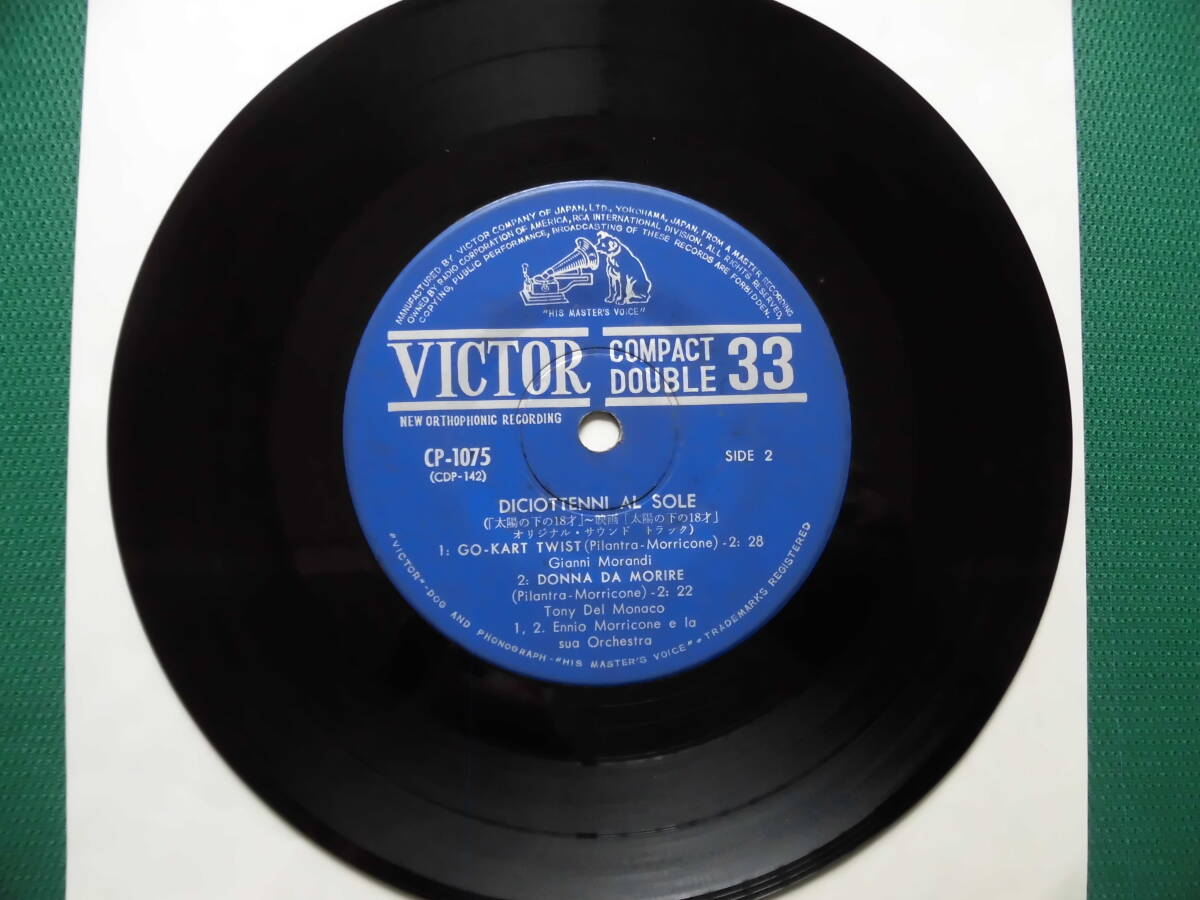 MANUFACTURED BY VICTOR COMPANY OF JAPAN, LTD., YOKOHAMA, JAPAN, FROM A MASTER RECORDING
OWNED BY RADIO CORPORATION OF AMERICA, RCA INTERNATIONAL DIVISION. ALL RIGHTS RESERVED,
COPYING, PUBLIC PERFORMANCE, BROADCASTING OF THESE RECORDS ARE FORBIDDEN.
"HIS MASTER'S VOICE"
VICTOR COMPACT DOUBLE 33
NEW ORTHOPHONIC RECORDING
CP-1075
(CDP-142)
SIDE 2
DICIOTTENNI AL SOLE
(「太陽の下の18才」~映画「太陽の下の18才」
オリジナル・サウンド トラック)
1: GO-KART TWIST (Pilantra-Morricone) -2: 28
Gianni Morandi
2: DONNA DA MORIRE
(Pilantra-Morricone) -2: 22
Tony Del Monaco
1, 2. Ennio Morricone e la
sua Orchestra
"VICTOR"-DOG AND PHONOGRAPH-"HIS MASTER'S VOICE" TRADEMARKS REGISTERED